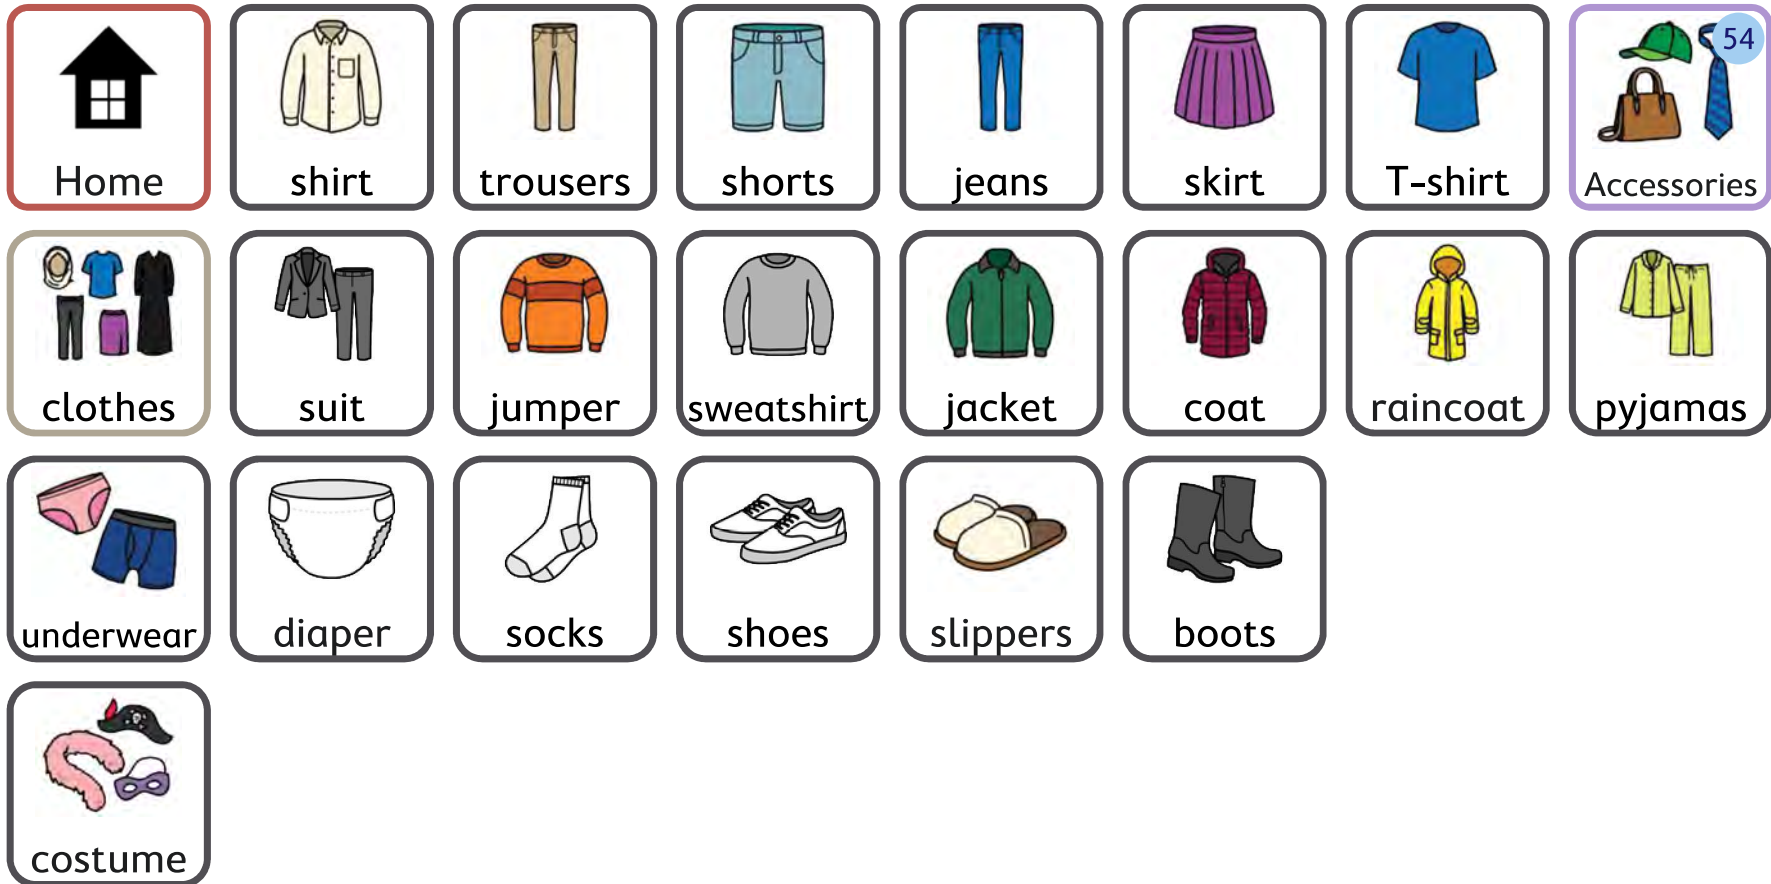 54
Home shirt trousers shorts jeans skirt T-shirt Accessories
clothes suit jumper sweatshirt jacket coat raincoat pyjamas
underwear diaper socks shoes slippers boots
costume